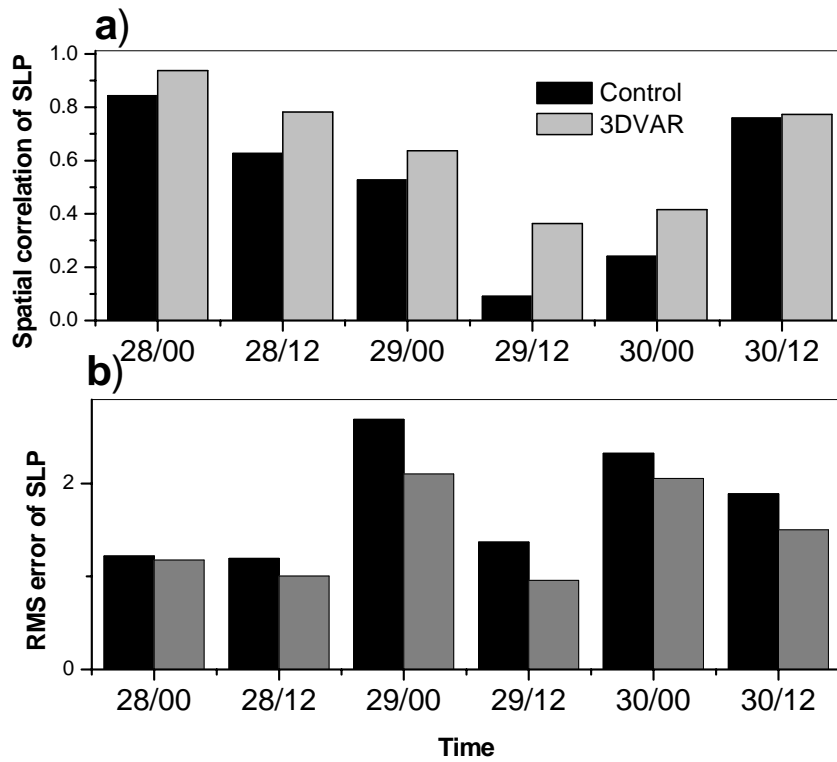 a)
Spatial correlation of SLP
1.0
0.8
0.6
0.4
0.2
0.0
Control
3DVAR
28/00 28/12 29/00 29/12 30/00 30/12
b)
RMS error of SLP
2
0
28/00 28/12 29/00 29/12 30/00 30/12
Time